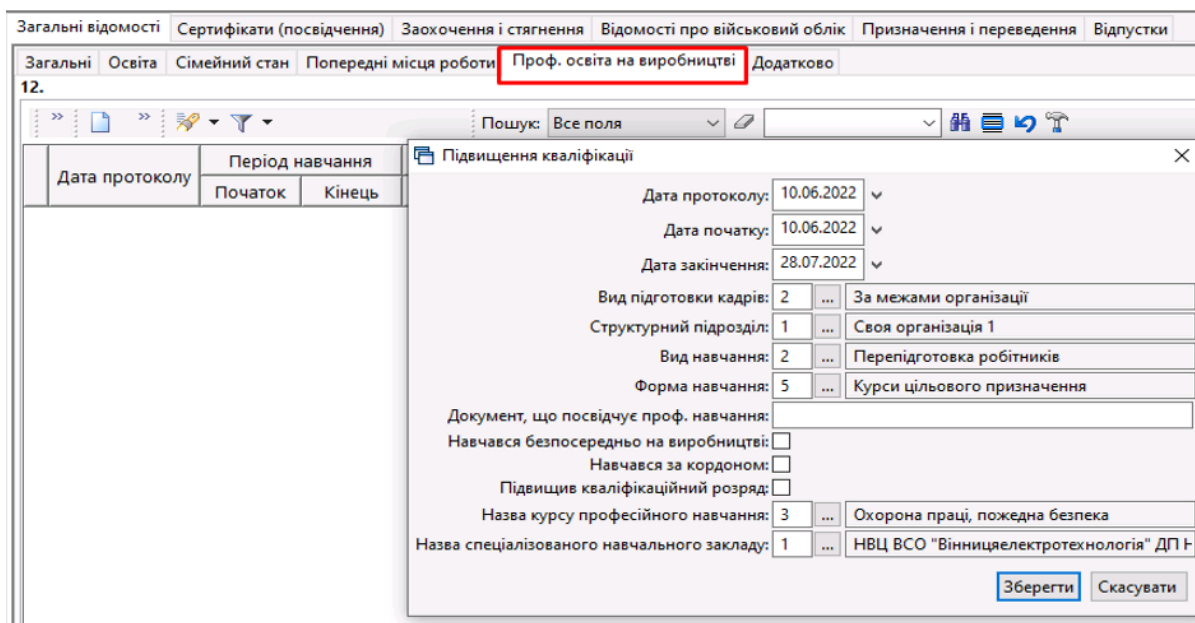 Загальні відомості Сертифікати (посвідчення) Заохочення і стягнення Відомості про військовий облік Призначення і переведення Відпустки
Загальні Освіта Сімейний стан Попередні місця роботи Проф. освіта на виробництві Додатково
12.
Пошук: Все поля
Дата протоколу Період навчання
Початок Кінець
Підвищення кваліфікації
Дата протоколу: 10.06.2022
Дата початку: 10.06.2022
Дата закінчення: 28.07.2022
Вид підготовки кадрів: 2 ... За межами організації
Структурний підрозділ: 1 ... Своя організація 1
Вид навчання: 2 ... Перепідготовка робітників
Форма навчання: 5 ... Курси цільового призначення
Документ, що посвідчує проф. навчання:
Навчався безпосередньо на виробництві:
Навчався за кордоном:
Підвищив кваліфікаційний розряд:
Назва курсу професійного навчання: 3 ... Охорона праці, пожедна безпека
Назва спеціалізованого навчального закладу: 1 ... НВЦ ВСО "Вінницяелектротехнологія" ДП Н
Зберегти Скасувати